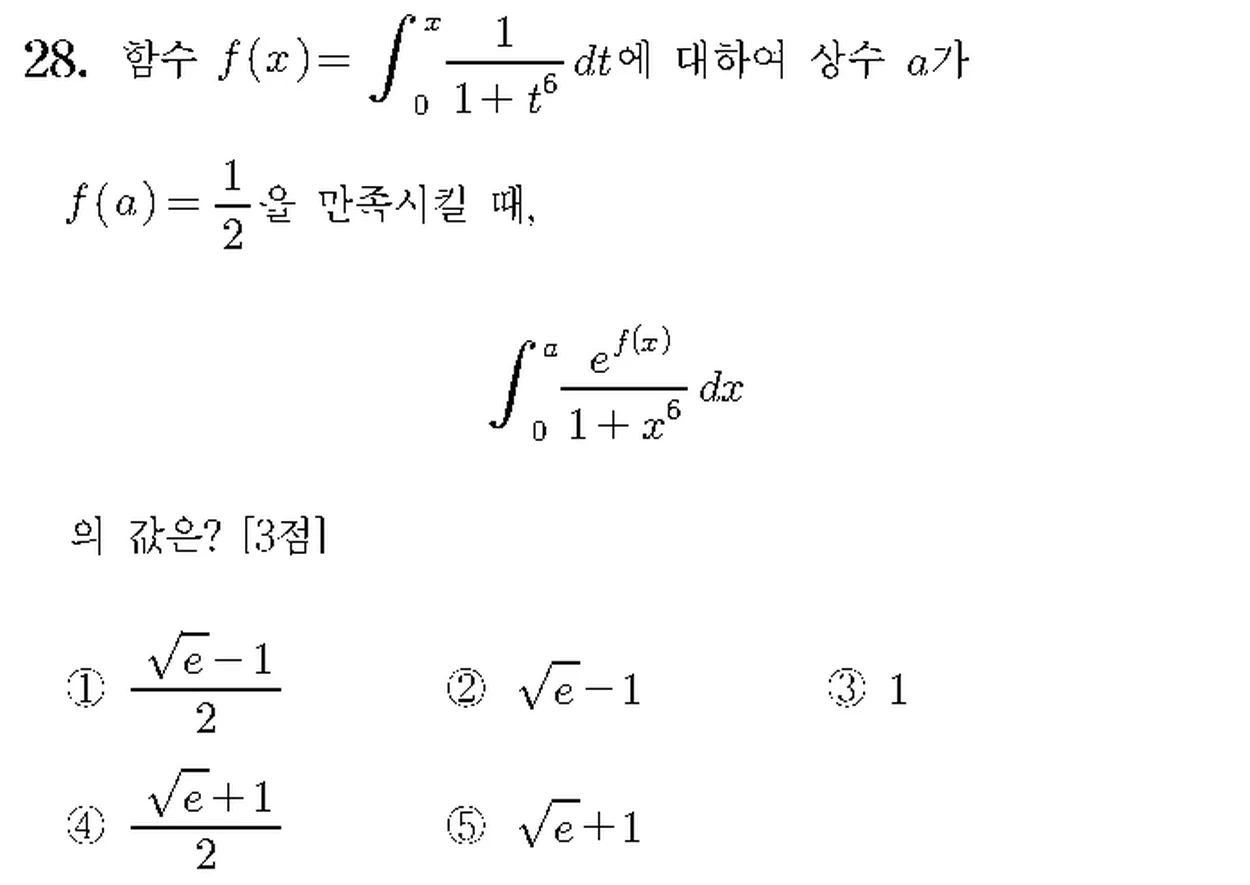 28. 함수 f(x)=∫₀ˣ 1/(1+t⁶) dt에 대하여 상수 a가
f(a)=1/2을 만족시킬 때,
∫₀ᵃ e^{f(x)}/(1+x⁶) dx
의 값은? [3점]
① (√e−1)/2 ② √e−1 ③ 1
④ (√e+1)/2 ⑤ √e+1